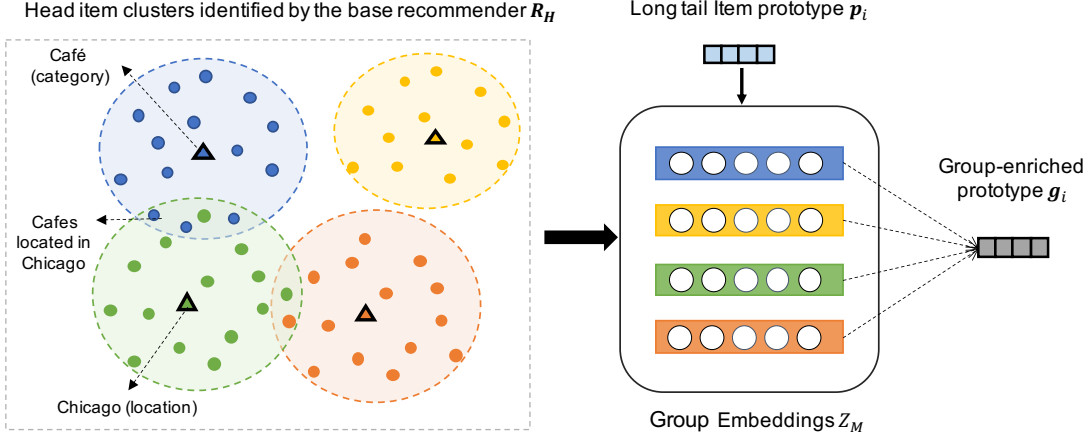 Head item clusters identified by the base recommender R_H
Long tail Item prototype p_i
Café
(category)
Cafes
located in
Chicago
Chicago (location)
Group-enriched
prototype g_i
Group Embeddings Z_M